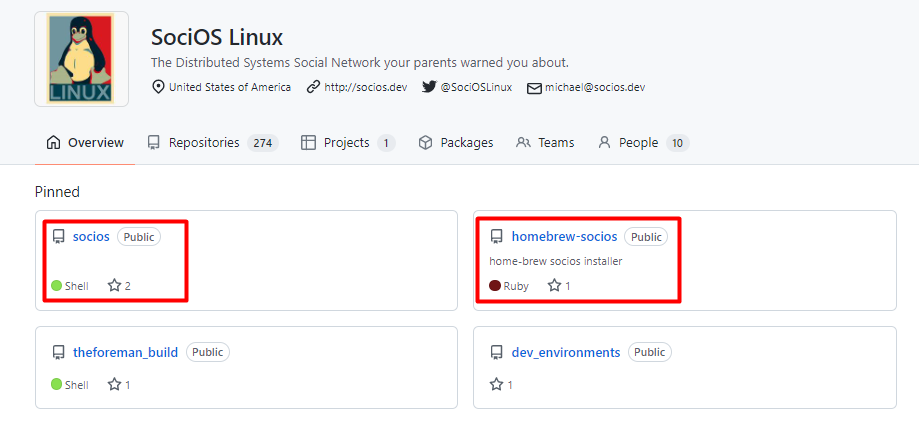 LINUX
SociOS Linux
The Distributed Systems Social Network your parents warned you about.
United States of America http://socios.dev @SociOSLinux michael@socios.dev
Overview Repositories 274 Projects 1 Packages Teams People 10
Pinned
socios Public
Shell 2
homebrew-socios Public
home-brew socios installer
Ruby 1
theforeman_build Public
Shell 1
dev_environments Public
1